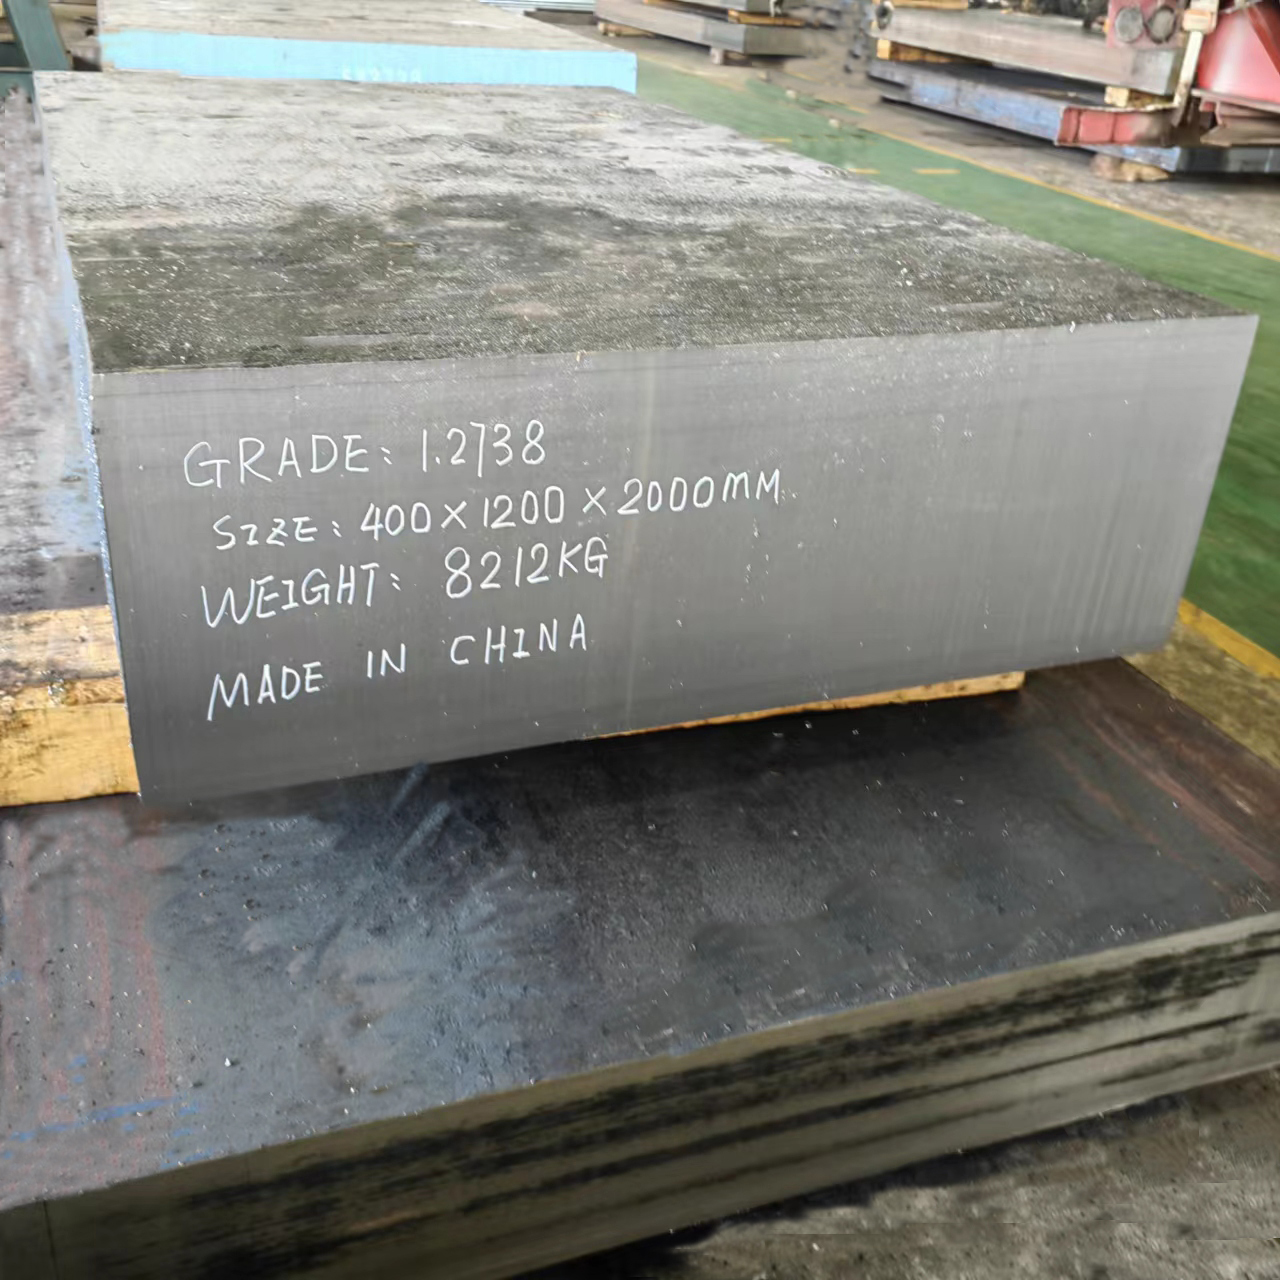 GRADE: 1.2738
SIZE: 400×1200×2000MM
WEIGHT: 8212KG
MADE IN CHINA